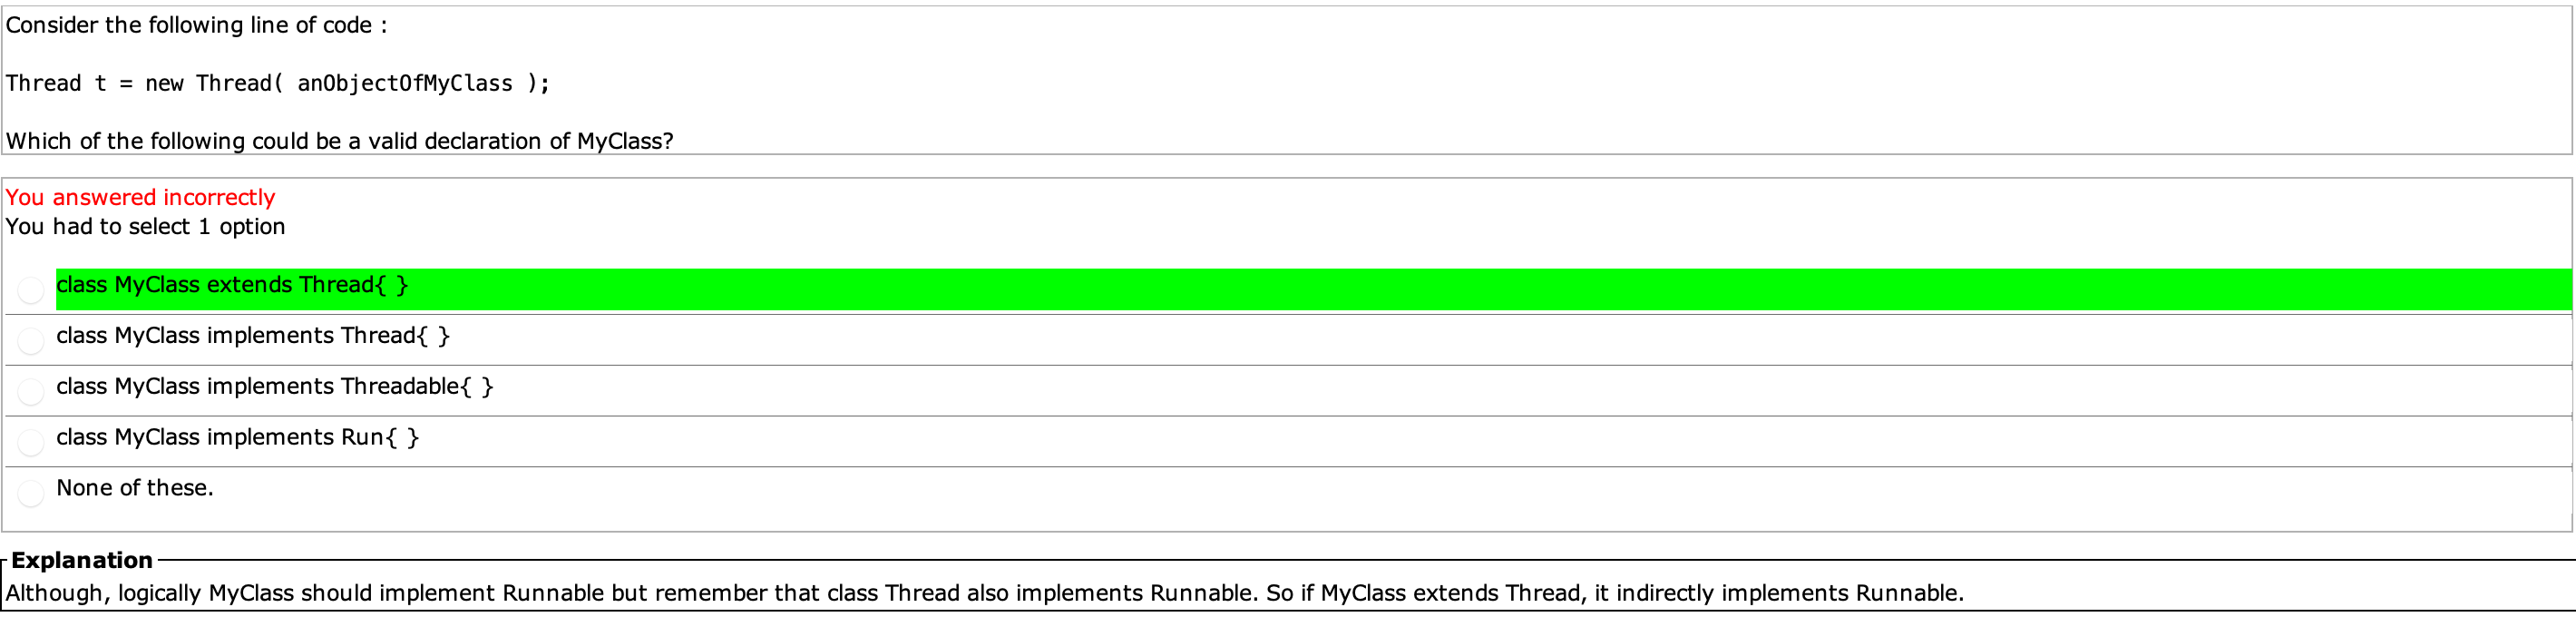 Consider the following line of code :
Thread t = new Thread( anObjectOfMyClass );
Which of the following could be a valid declaration of MyClass?
You answered incorrectly
You had to select 1 option
class MyClass extends Thread{ }
class MyClass implements Thread{ }
class MyClass implements Threadable{ }
class MyClass implements Run{ }
None of these.
Explanation
Although, logically MyClass should implement Runnable but remember that class Thread also implements Runnable. So if MyClass extends Thread, it indirectly implements Runnable.